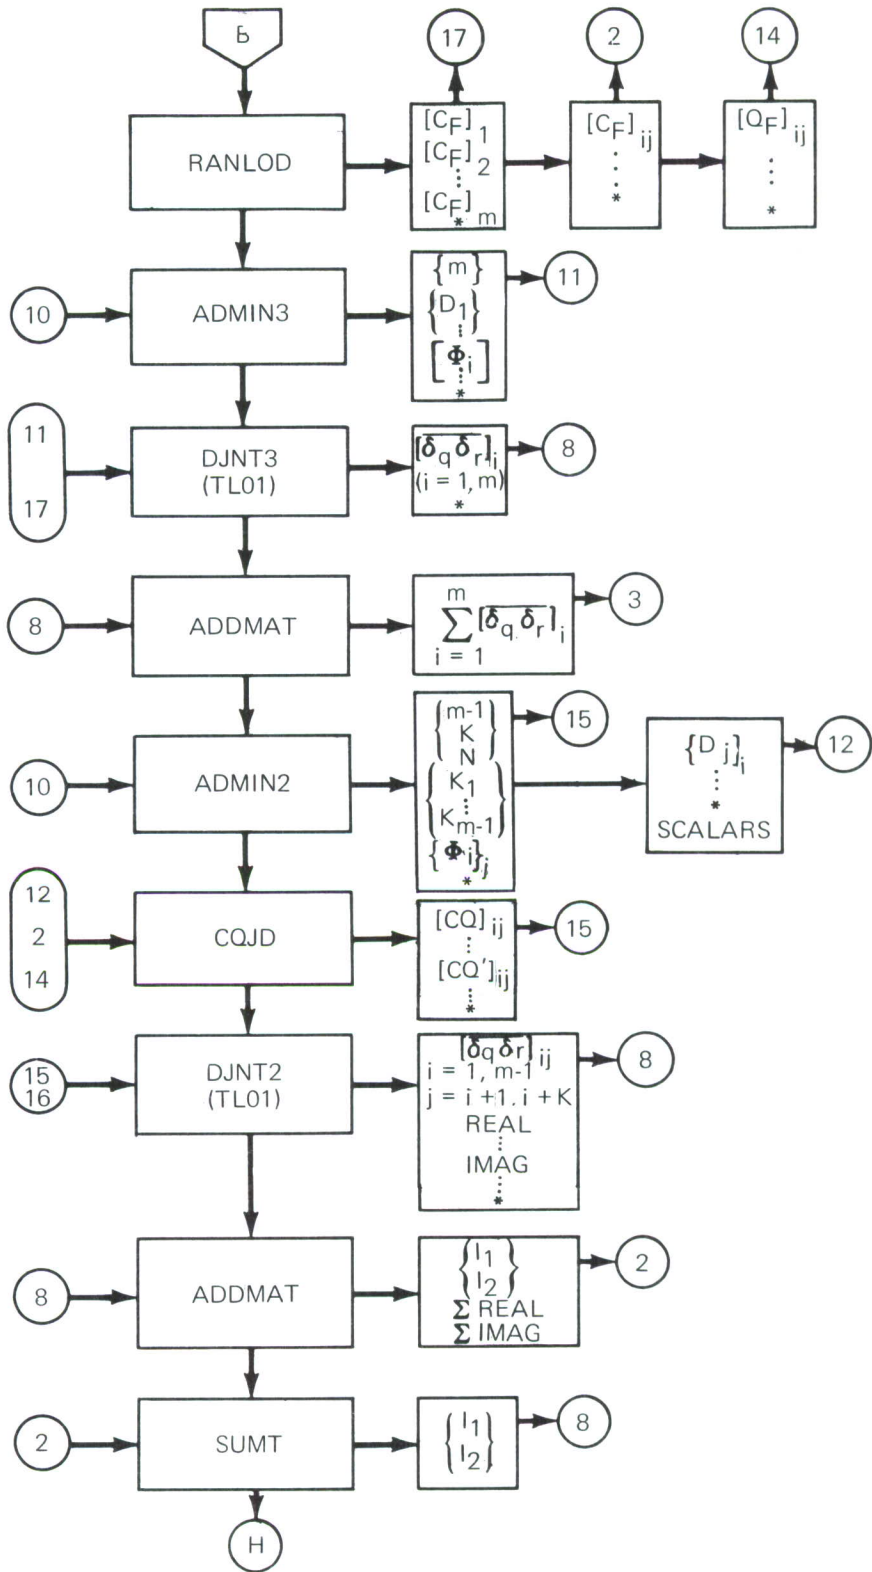 17
2
14
RANLOD
[C_F]_1
[C_F]_2
⋮
[C_F]_m
*
[C_F]_ij
⋮
*
[Q_F]_ij
⋮
*
10
ADMIN3
{m}
{D_1}
⋮
[Φ_i]
⋮
*
11
11
17
DJNT3
(TL01)
[δ_q δ_r]_i
(i = 1, m)
*
8
8
ADDMAT
m
∑ [δ_q δ_r]_i
i = 1
3
10
ADMIN2
m-1
K
N
K_1
⋮
K_m-1
{Φ_i}_j
*
15
{D_j}_i
⋮
*
SCALARS
12
12
2
14
CQJD
[CQ]_ij
⋮
[CQ']_ij
⋮
*
15
15
16
DJNT2
(TL01)
[δ_q δ_r]_ij
i = 1, m-1
j = i +1, i + K
REAL
⋮
IMAG
⋮
*
8
8
ADDMAT
{I_1
I_2}
Σ REAL
Σ IMAG
2
2
SUMT
{I_1
I_2}
8
H